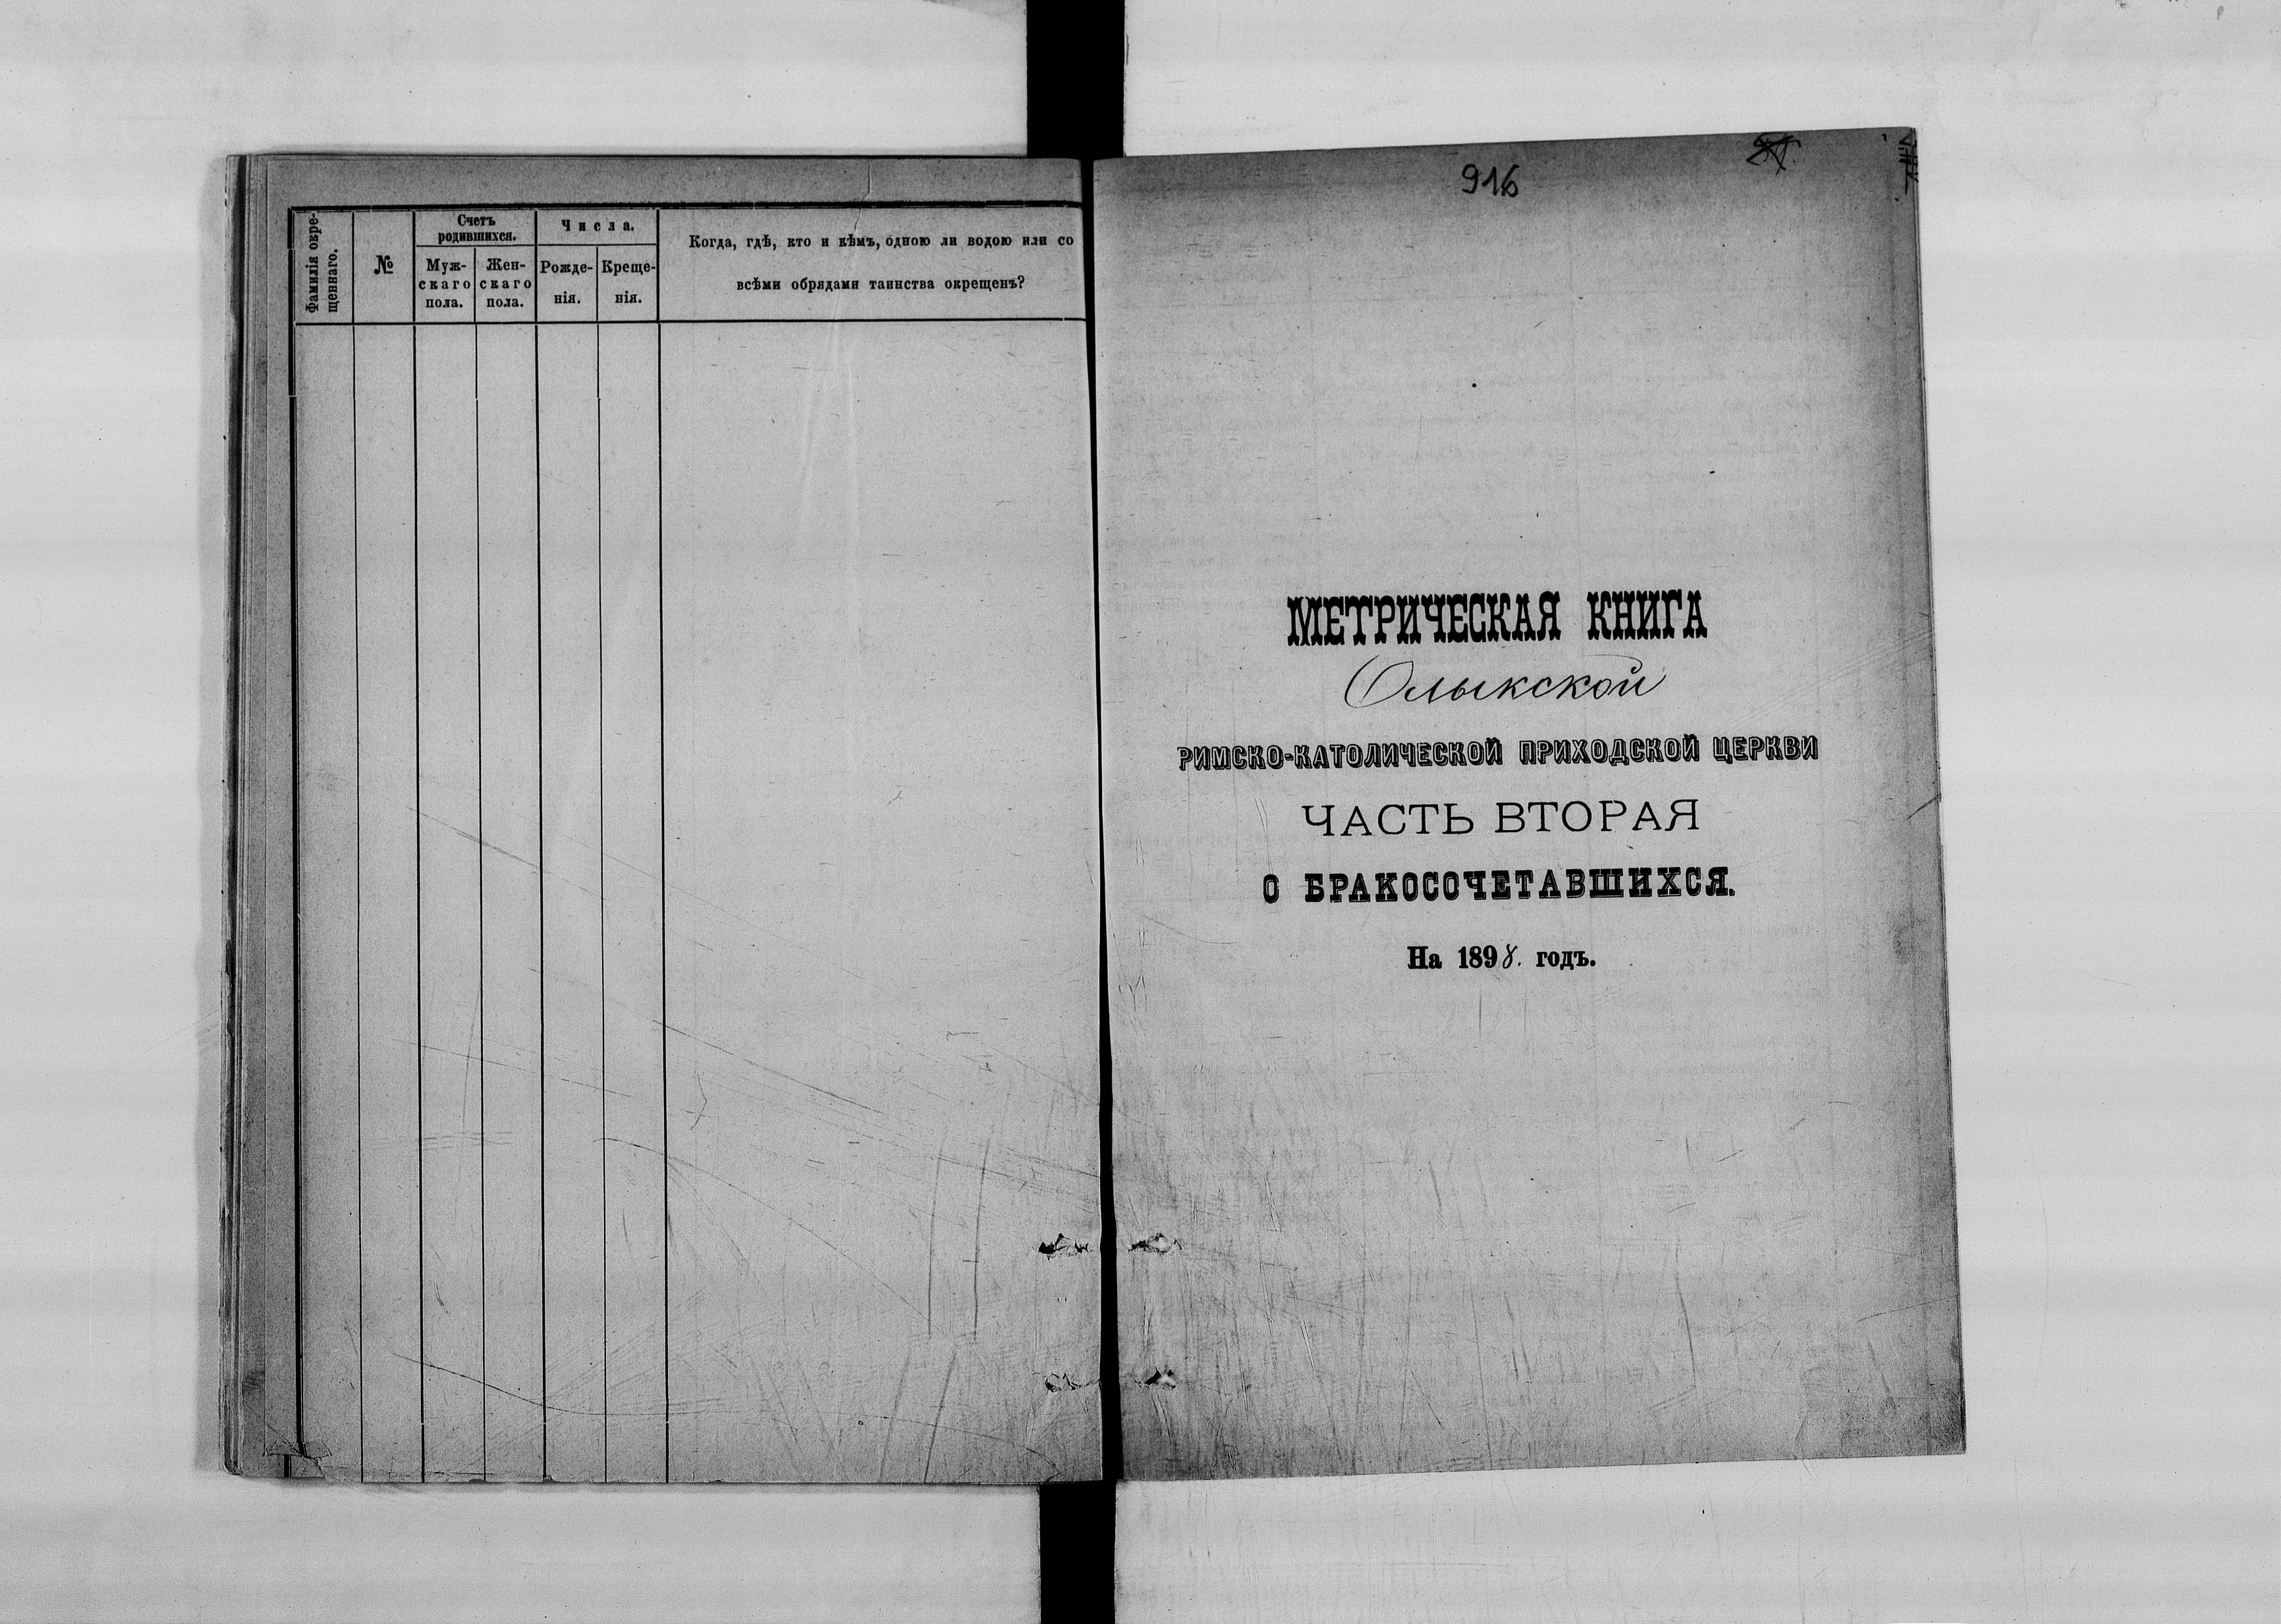 Фамилія окре-
щеннаго.
№
Счетъ
родившихся.
Муж-
скаго
пола.
Жен-
скаго
пола.
Числа.
Рожде-
нія.
Креще-
нія.
Когда, гдѣ, кто и кѣмъ, одною ли водою или со
всѣми обрядами таинства окрещенъ?
916
МЕТРИЧЕСКАЯ КНИГА
Олыкской
РИМСКО-КАТОЛИЧЕСКОЙ ПРИХОДСКОЙ ЦЕРКВИ
ЧАСТЬ ВТОРАЯ
О БРАКОСОЧЕТАВШИХСЯ.
На 1898. годъ.